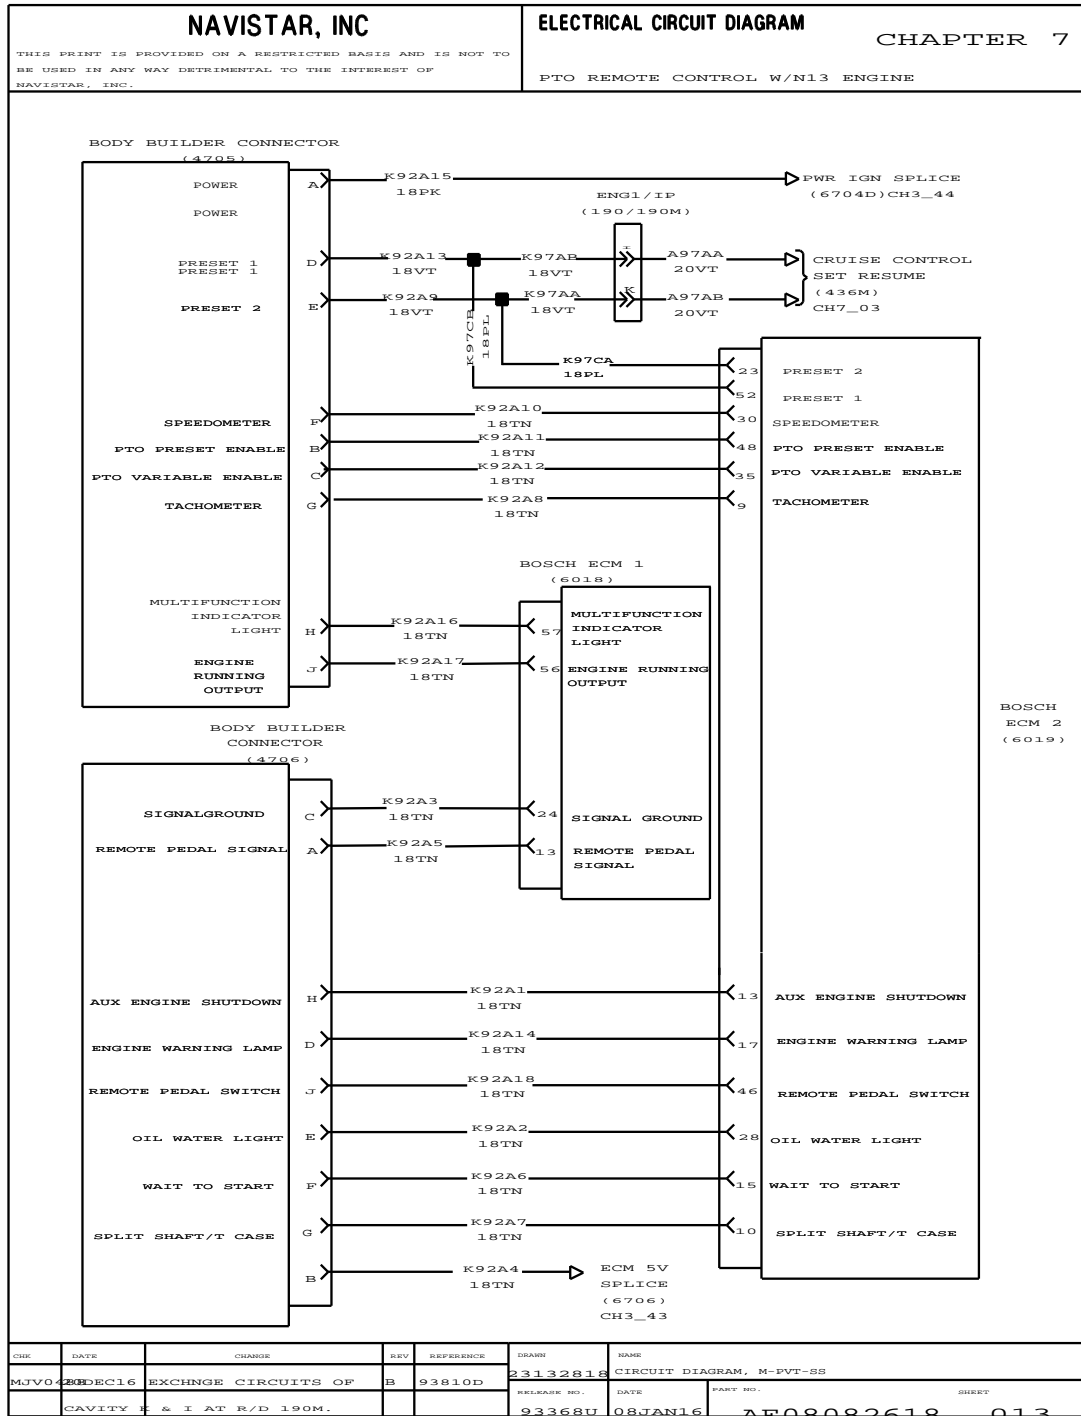 NAVISTAR, INC
THIS PRINT IS PROVIDED ON A RESTRICTED BASIS AND IS NOT TO
BE USED IN ANY WAY DETRIMENTAL TO THE INTEREST OF
NAVISTAR, INC.
ELECTRICAL CIRCUIT DIAGRAM
CHAPTER 7
PTO REMOTE CONTROL W/N13 ENGINE
BODY BUILDER CONNECTOR
(4705)
POWER
A
K92A15
18PK
PWR IGN SPLICE
(6704D)CH3_44
POWER
ENG1/IP
(190/190M)
PRESET 1
PRESET 1
D
K92A13
18VT
K97AB
18VT
I
A97AA
20VT
CRUISE CONTROL
SET RESUME
(436M)
CH7_03
PRESET 2
E
K92A9
18VT
K97AA
18VT
K
A97AB
20VT
K97CB
18PL
K97CA
18PL
23
PRESET 2
52
PRESET 1
SPEEDOMETER
F
K92A10
18TN
30
SPEEDOMETER
PTO PRESET ENABLE
B
K92A11
18TN
48
PTO PRESET ENABLE
PTO VARIABLE ENABLE
C
K92A12
18TN
35
PTO VARIABLE ENABLE
TACHOMETER
G
K92A8
18TN
9
TACHOMETER
BOSCH ECM 1
(6018)
MULTIFUNCTION
INDICATOR
LIGHT
H
K92A16
18TN
57
MULTIFUNCTION
INDICATOR
LIGHT
ENGINE
RUNNING
OUTPUT
J
K92A17
18TN
56
ENGINE RUNNING
OUTPUT
BOSCH
ECM 2
(6019)
BODY BUILDER
CONNECTOR
(4706)
SIGNALGROUND
C
K92A3
18TN
24
SIGNAL GROUND
REMOTE PEDAL SIGNAL
A
K92A5
18TN
13
REMOTE PEDAL
SIGNAL
AUX ENGINE SHUTDOWN
H
K92A1
18TN
13
AUX ENGINE SHUTDOWN
ENGINE WARNING LAMP
D
K92A14
18TN
17
ENGINE WARNING LAMP
REMOTE PEDAL SWITCH
J
K92A18
18TN
46
REMOTE PEDAL SWITCH
OIL WATER LIGHT
E
K92A2
18TN
28
OIL WATER LIGHT
WAIT TO START
F
K92A6
18TN
15
WAIT TO START
SPLIT SHAFT/T CASE
G
K92A7
18TN
10
SPLIT SHAFT/T CASE
B
K92A4
18TN
ECM 5V
SPLICE
(6706)
CH3_43
CHK
DATE
CHANGE
REV
REFERENCE
DRAWN
NAME
DEC16
EXCHNGE CIRCUITS OF
B
93810D
23132818
CIRCUIT DIAGRAM, M-PVT-SS
CAVITY K & I AT R/D 190M.
RELEASE NO.
93368U
DATE
08JAN16
PART NO.
AF08082618
SHEET
013